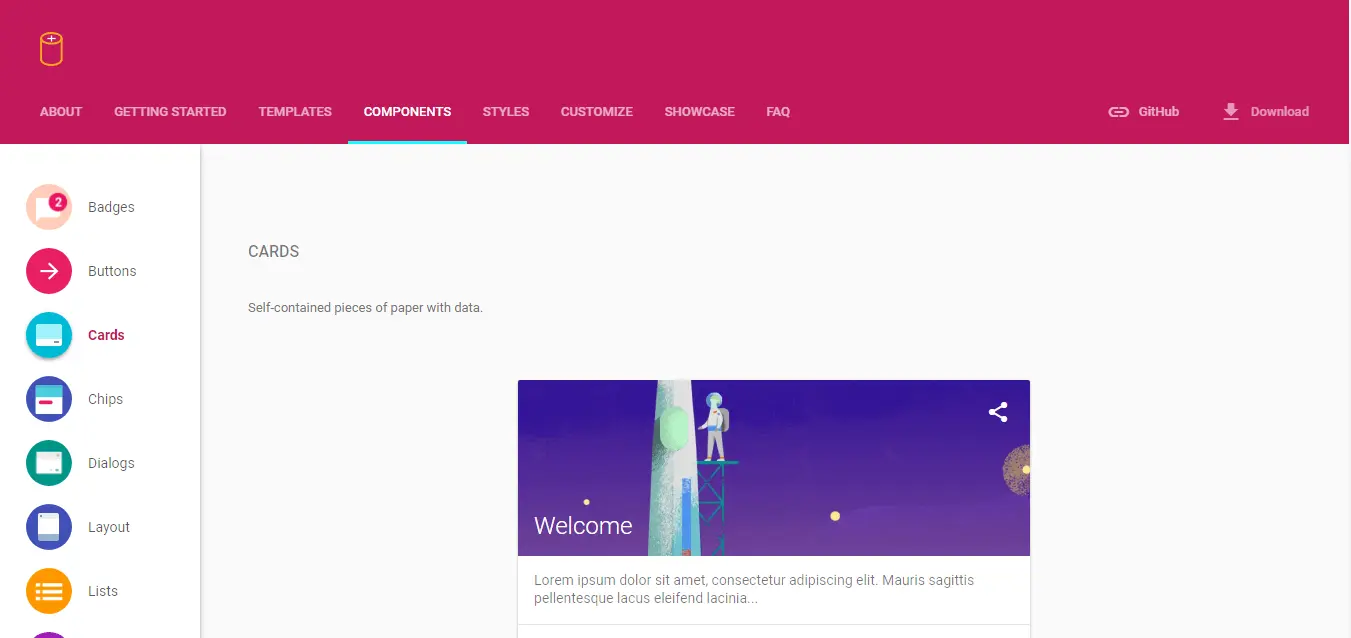 ABOUT GETTING STARTED TEMPLATES COMPONENTS STYLES CUSTOMIZE SHOWCASE FAQ GitHub Download
2
Badges
Buttons
Cards
Chips
Dialogs
Layout
Lists
CARDS
Self-contained pieces of paper with data.
Welcome
Lorem ipsum dolor sit amet, consectetur adipiscing elit. Mauris sagittis
pellentesque lacus eleifend lacinia...